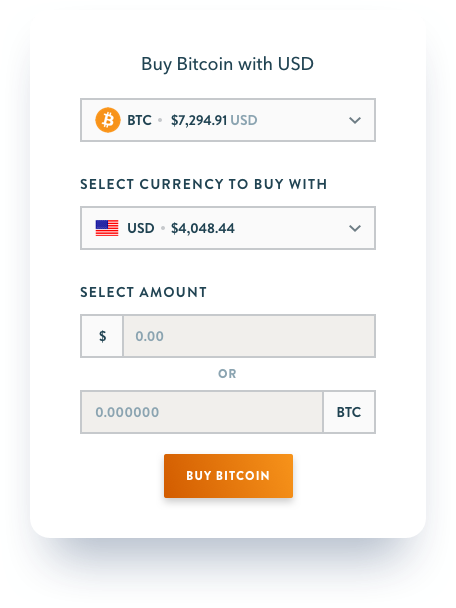 Buy Bitcoin with USD
BTC • $7,294.91 USD
SELECT CURRENCY TO BUY WITH
USD • $4,048.44
SELECT AMOUNT
$ 0.00
OR
0.000000 BTC
BUY BITCOIN